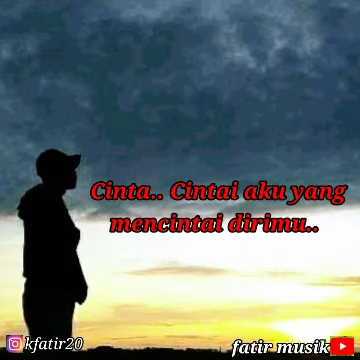 Cinta.. Cintai aku yang
mencintai dirimu..
kfatir20
fatir musik